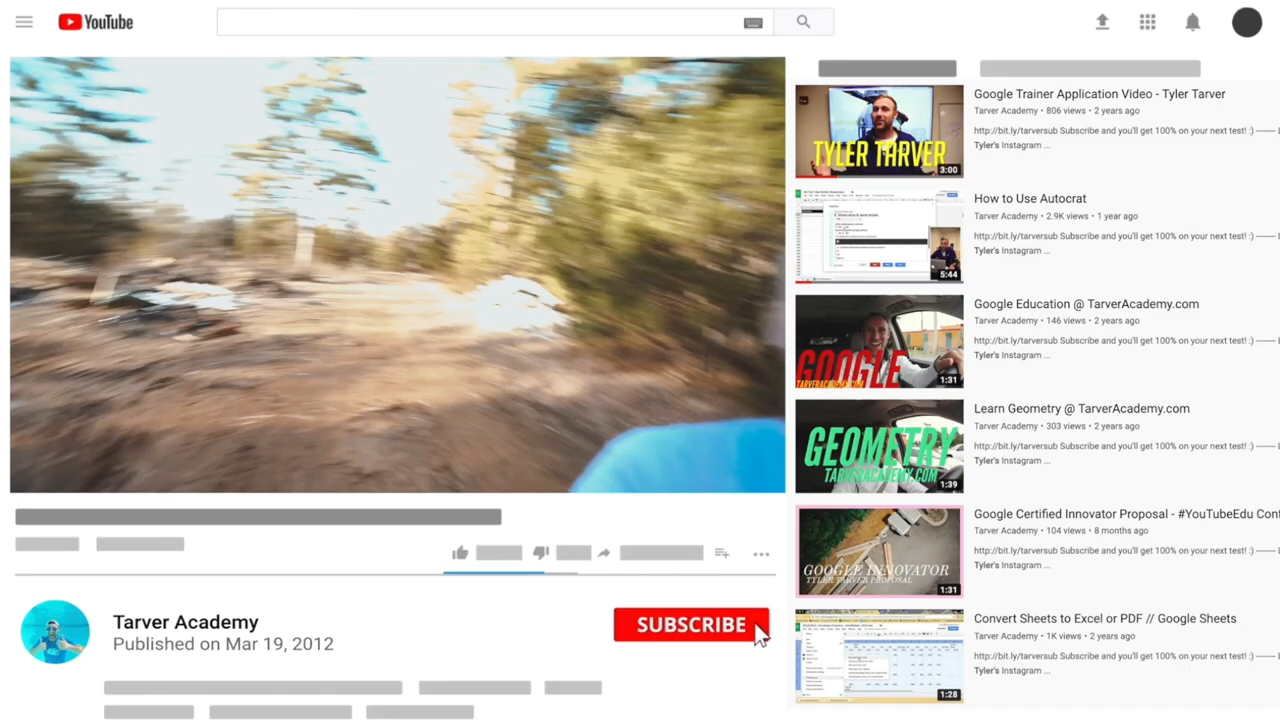 YouTube
Google Trainer Application Video - Tyler Tarver
Tarver Academy • 806 views • 2 years ago
http://bit.ly/tarversub Subscribe and you'll get 100% on your next test! :) —— L
Tyler's Instagram ...
TYLER TARVER
3:00
How to Use Autocrat
Tarver Academy • 2.9K views • 1 year ago
http://bit.ly/tarversub Subscribe and you'll get 100% on your next test! :) —— L
Tyler's Instagram ...
5:44
Google Education @ TarverAcademy.com
Tarver Academy • 146 views • 2 years ago
http://bit.ly/tarversub Subscribe and you'll get 100% on your next test! :) —— L
Tyler's Instagram ...
GOOGLE
TARVERACADEMY.COM
1:31
Learn Geometry @ TarverAcademy.com
Tarver Academy • 303 views • 2 years ago
http://bit.ly/tarversub Subscribe and you'll get 100% on your next test! :) —— L
Tyler's Instagram ...
GEOMETRY
TARVERACADEMY.COM
1:39
Google Certified Innovator Proposal - #YouTubeEdu Conf
Tarver Academy • 104 views • 8 months ago
http://bit.ly/tarversub Subscribe and you'll get 100% on your next test! :) —— L
Tyler's Instagram ...
GOOGLE INNOVATOR
TYLER TARVER PROPOSAL
1:31
Convert Sheets to Excel or PDF // Google Sheets
Tarver Academy • 1K views • 2 years ago
http://bit.ly/tarversub Subscribe and you'll get 100% on your next test! :) —— L
Tyler's Instagram ...
1:28
Tarver Academy
Published on Mar 19, 2012
SUBSCRIBE